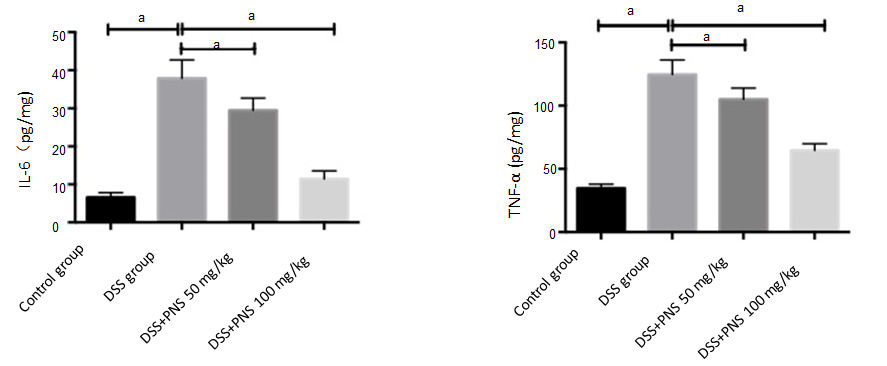 a
a
a
50
40
30
20
10
0
IL-6 （pg/mg)
Control group
DSS group
DSS+PNS 50 mg/kg
DSS+PNS 100 mg/kg
a
a
a
150
100
50
0
TNF-α (pg/mg)
Control group
DSS group
DSS+PNS 50 mg/kg
DSS+PNS 100 mg/kg